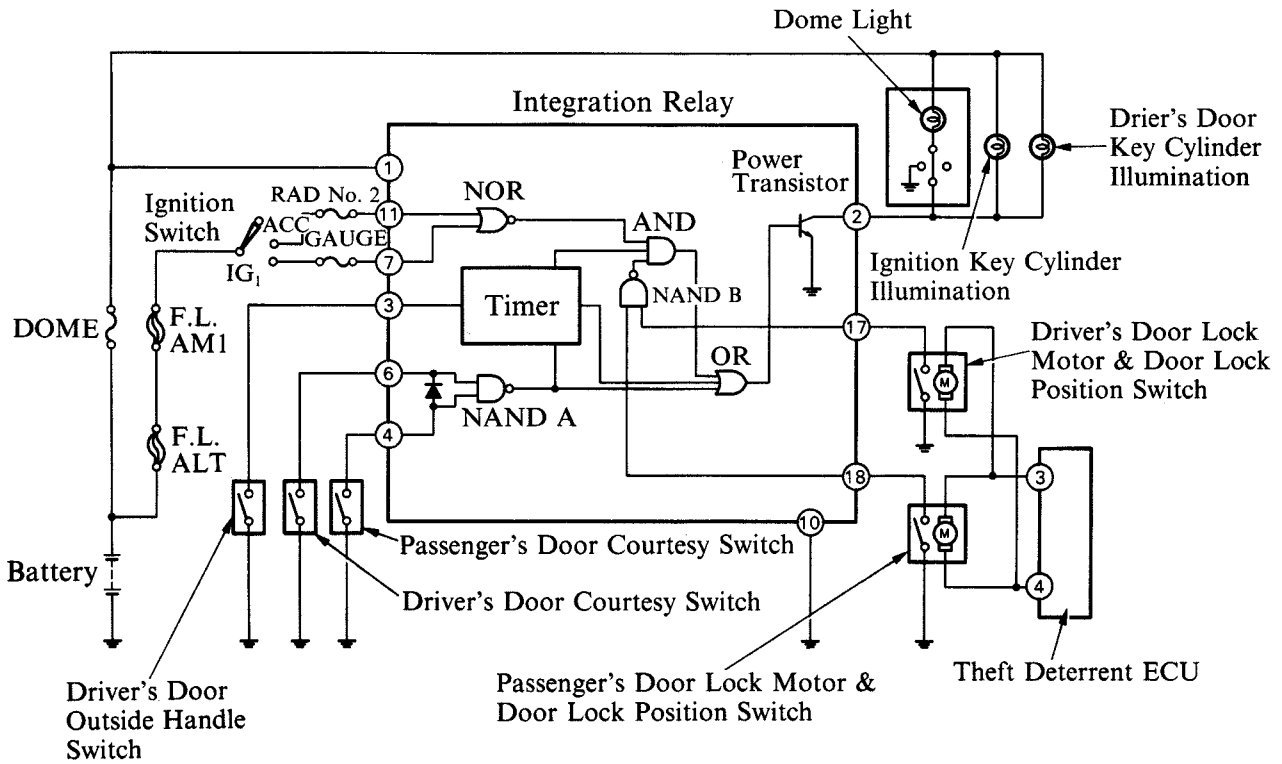 Dome Light
Integration Relay
Drier's Door
Key Cylinder
Illumination
Power
Transistor
1
Ignition
Switch
RAD No. 2
ACC
GAUGE
IG1
11
7
NOR
AND
2
Ignition Key Cylinder
Illumination
DOME
F.L.
AM1
3
Timer
NAND B
17
Driver's Door Lock
Motor & Door Lock
Position Switch
M
6
OR
NAND A
4
F.L.
ALT
18
3
10
M
Battery
Passenger's Door Courtesy Switch
Driver's Door Courtesy Switch
4
Theft Deterrent ECU
Driver's Door
Outside Handle
Switch
Passenger's Door Lock Motor &
Door Lock Position Switch